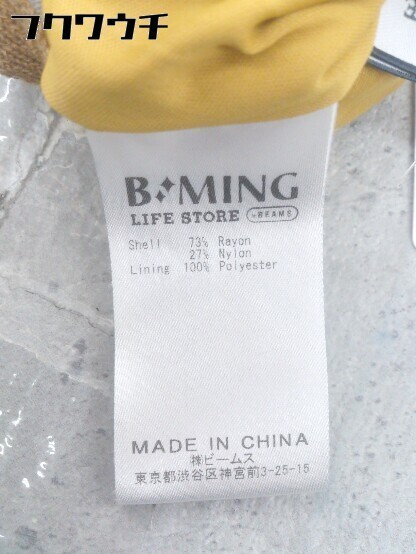 フクワウチ
B MING
LIFE STORE by BEAMS
Shell 73% Rayon
27% Nylon
Lining 100% Polyester
MADE IN CHINA
㈱ビームス
東京都渋谷区神宮前3-25-15